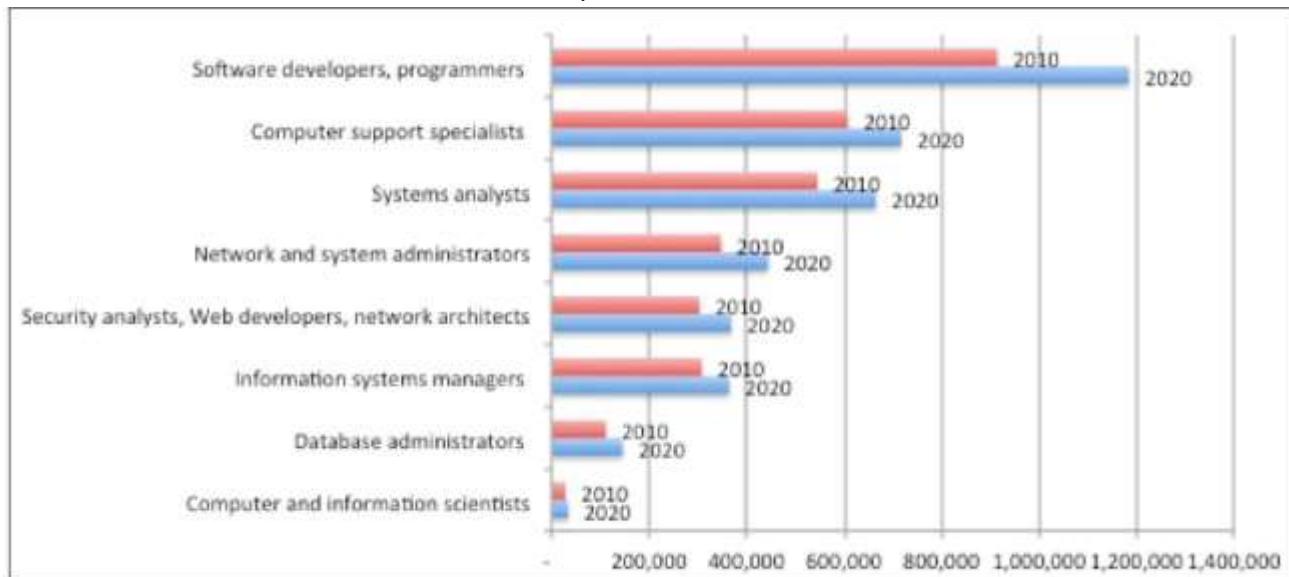 Software developers, programmers
2010
2020
Computer support specialists
2010
2020
Systems analysts
2010
2020
Network and system administrators
2010
2020
Security analysts, Web developers, network architects
2010
2020
Information systems managers
2010
2020
Database administrators
2010
2020
Computer and information scientists
2010
2020
- 200,000 400,000 600,000 800,000 1,000,000 1,200,000 1,400,000